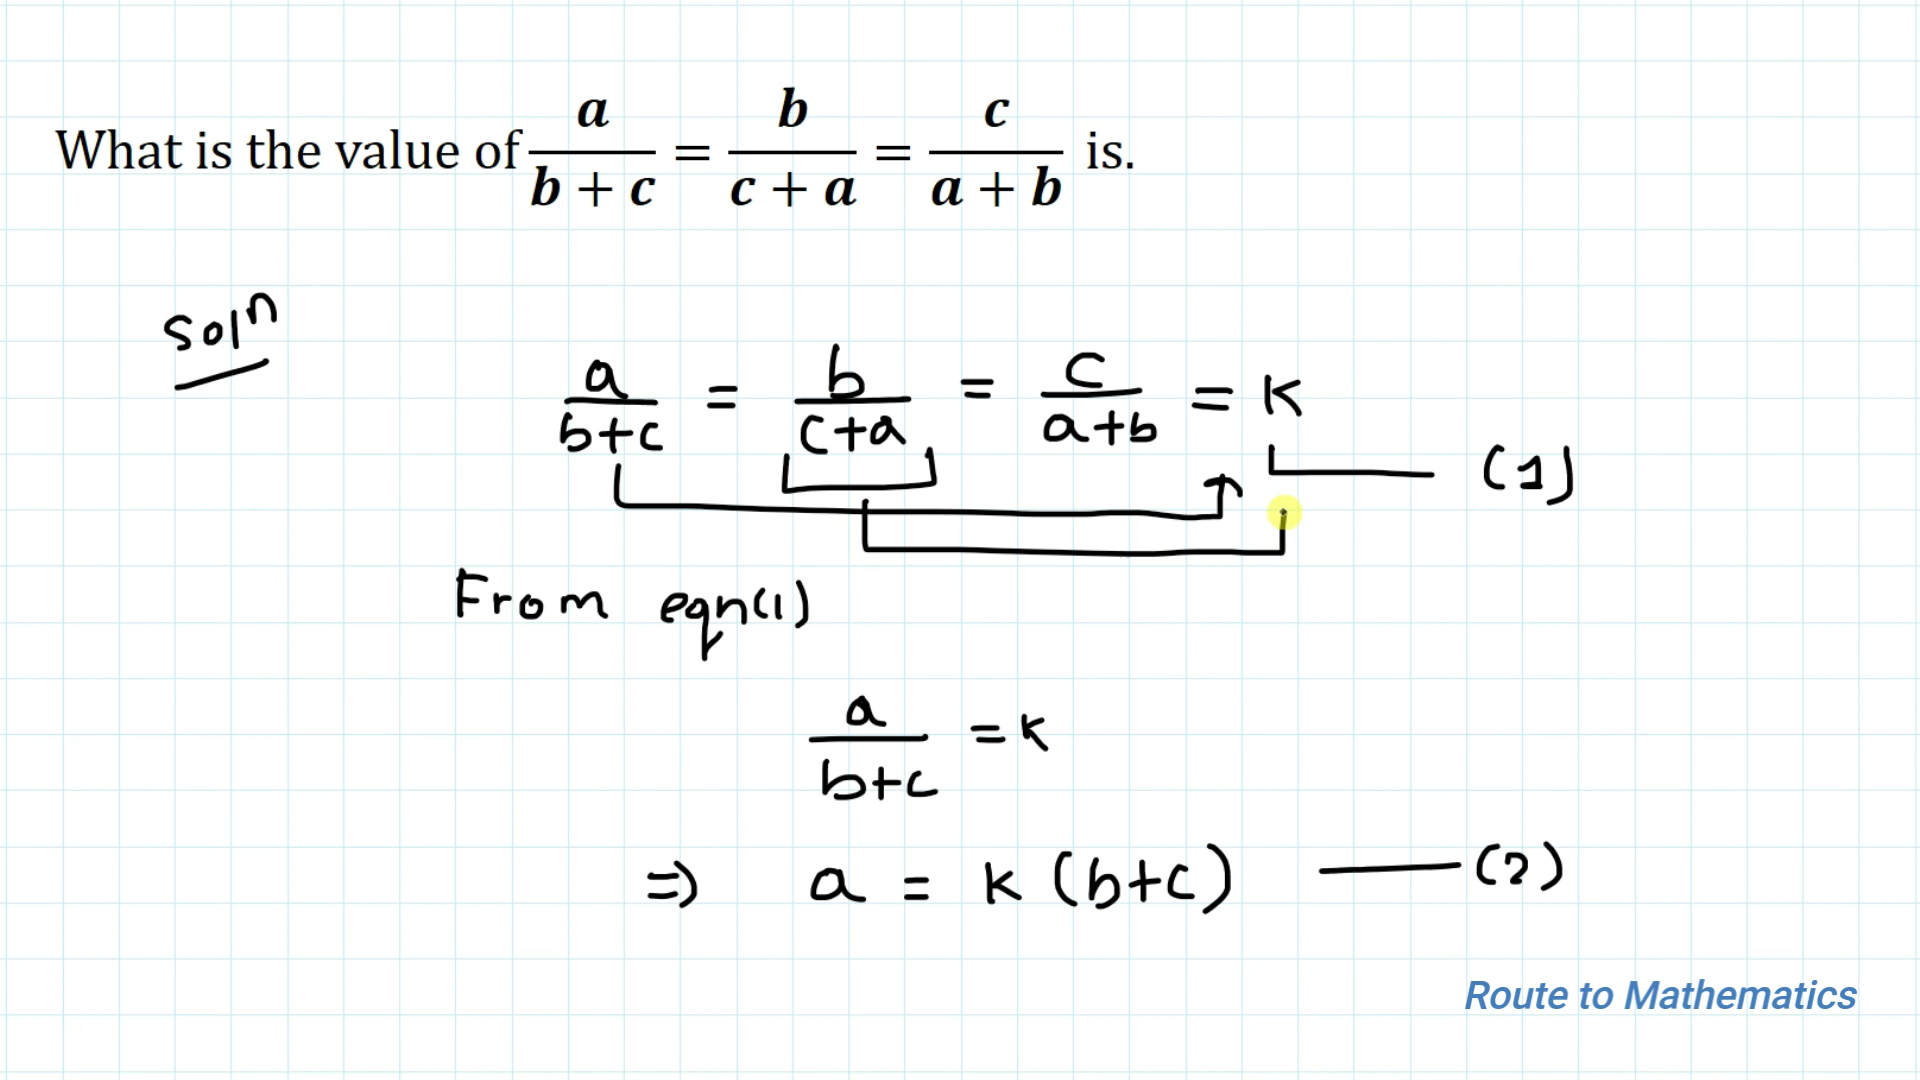 What is the value of a/(b + c) = b/(c + a) = c/(a + b) is.
Soln
a/(b+c) = b/(c+a) = c/(a+b) = K
(1)
From eqn(1)
a/(b+c) = K
⇒ a = K (b+c) —— (2)
Route to Mathematics